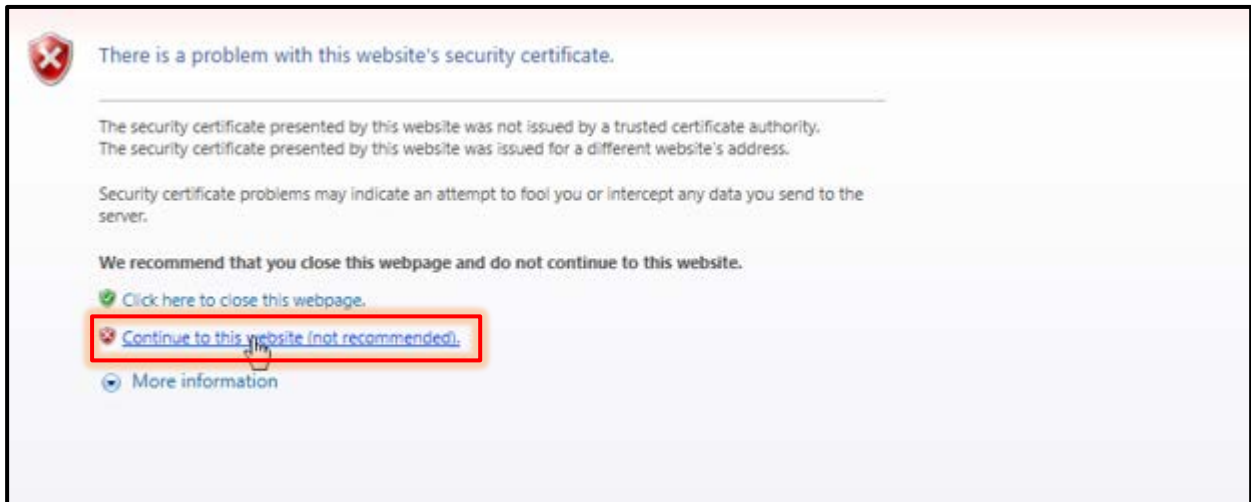 There is a problem with this website's security certificate.
The security certificate presented by this website was not issued by a trusted certificate authority.
The security certificate presented by this website was issued for a different website's address.
Security certificate problems may indicate an attempt to fool you or intercept any data you send to the
server.
We recommend that you close this webpage and do not continue to this website.
Click here to close this webpage.
Continue to this website (not recommended).
More information